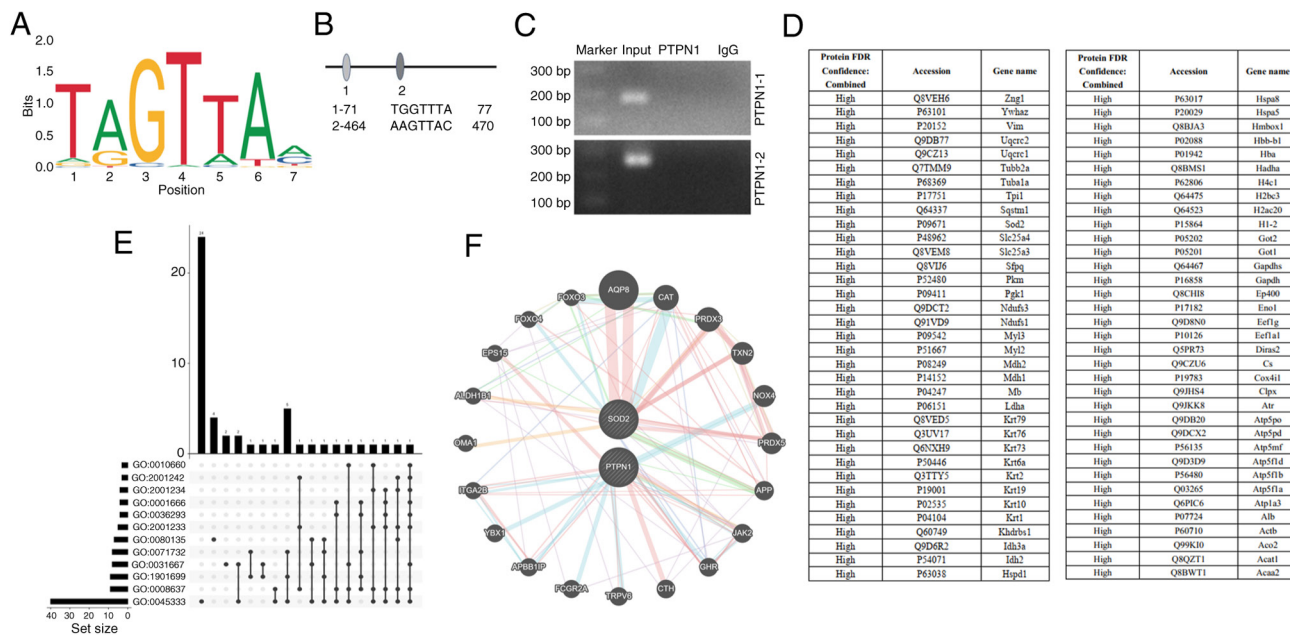 A
2.0
1.5
Bits
1.0
0.5
0.0
1 2 3 4 5 6 7
Position
B
1 2
1-71 TGGTTTA 77
2-464 AAGTTAC 470
C
Marker Input PTPN1 IgG
300 bp
200 bp
100 bp
PTPN1-1
300 bp
200 bp
100 bp
PTPN1-2
D
Protein FDR Confidence: Combined Accession Gene name
High Q8VEH6 Zng1
High P63101 Ywhaz
High P20152 Vim
High Q9DB77 Uqcrc2
High Q9CZ13 Uqcrc1
High Q7TMM9 Tubb2a
High P68369 Tuba1a
High P17751 Tpi1
High Q64337 Sqstm1
High P09671 Sod2
High P48962 Slc25a4
High Q8VEM8 Slc25a3
High Q8VIJ6 Sfpq
High P52480 Pkm
High P09411 Pgk1
High Q9DCT2 Ndufs3
High Q91VD9 Ndufs1
High P09542 Myl3
High P51667 Myl2
High P08249 Mdh2
High P14152 Mdh1
High P04247 Mb
High P06151 Ldha
High Q8VED5 Krt79
High Q3UV17 Krt76
High Q6NXH9 Krt73
High P50446 Krt6a
High Q3TTY5 Krt2
High P19001 Krt19
High P02535 Krt10
High P04104 Krt1
High Q60749 Khdrbs1
High Q9D6R2 Idh3a
High P54071 Idh2
High P63038 Hspd1
Protein FDR Confidence: Combined Accession Gene name
High P63017 Hspa8
High P20029 Hspa5
High Q8BJA3 Hmbox1
High P02088 Hbb-b1
High P01942 Hba
High Q8BMS1 Hadha
High P62806 H4c1
High Q64475 H2bc3
High Q64523 H2ac20
High P15864 H1-2
High P05202 Got2
High P05201 Got1
High Q64467 Gapdhs
High P16858 Gapdh
High Q8CHI8 Ep400
High P17182 Eno1
High Q9D8N0 Eef1g
High P10126 Eef1a1
High Q5PR73 Diras2
High Q9CZU6 Cs
High P19783 Cox4i1
High Q9JHS4 Clpx
High Q9JKK8 Atr
High Q9DB20 Atp5po
High Q9DCX2 Atp5pd
High P56135 Atp5mf
High Q9D3D9 Atp5f1d
High P56480 Atp5f1b
High Q03265 Atp5f1a
High Q6PIC6 Atp1a3
High P07724 Alb
High P60710 Actb
High Q99KI0 Aco2
High Q8QZT1 Acat1
High Q8BWT1 Acaa2
E
20
10
0
GO:0010660
GO:2001242
GO:2001234
GO:0001666
GO:0036293
GO:2001233
GO:0080135
GO:0071732
GO:0031667
GO:1901699
GO:0008637
GO:0045333
40 30 20 10 0
Set size
F
AQP8
FOXO3
CAT
FOXO4
PRDX3
EPS15
TXN2
ALDH1B1
NOX4
SOD2
OMA1
PRDX5
PTPN1
ITGA2B
APP
YBX1
JAK2
APBB1IP
GHR
FCGR2A
TRPV6
CTH